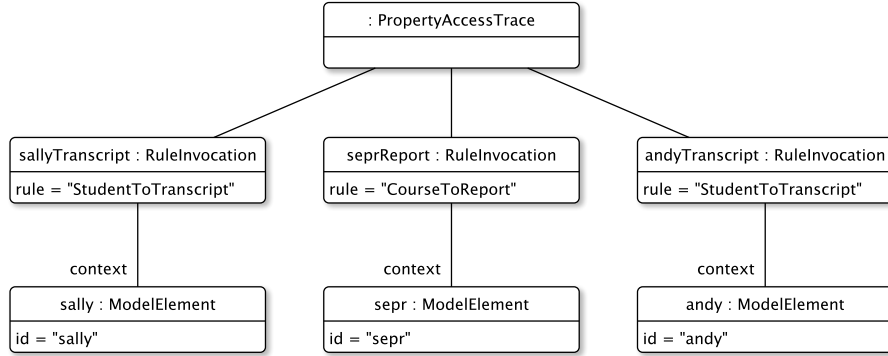 : PropertyAccessTrace
sallyTranscript : RuleInvocation
rule = "StudentToTranscript"
seprReport : RuleInvocation
rule = "CourseToReport"
andyTranscript : RuleInvocation
rule = "StudentToTranscript"
context
context
context
sally : ModelElement
id = "sally"
sepr : ModelElement
id = "sepr"
andy : ModelElement
id = "andy"